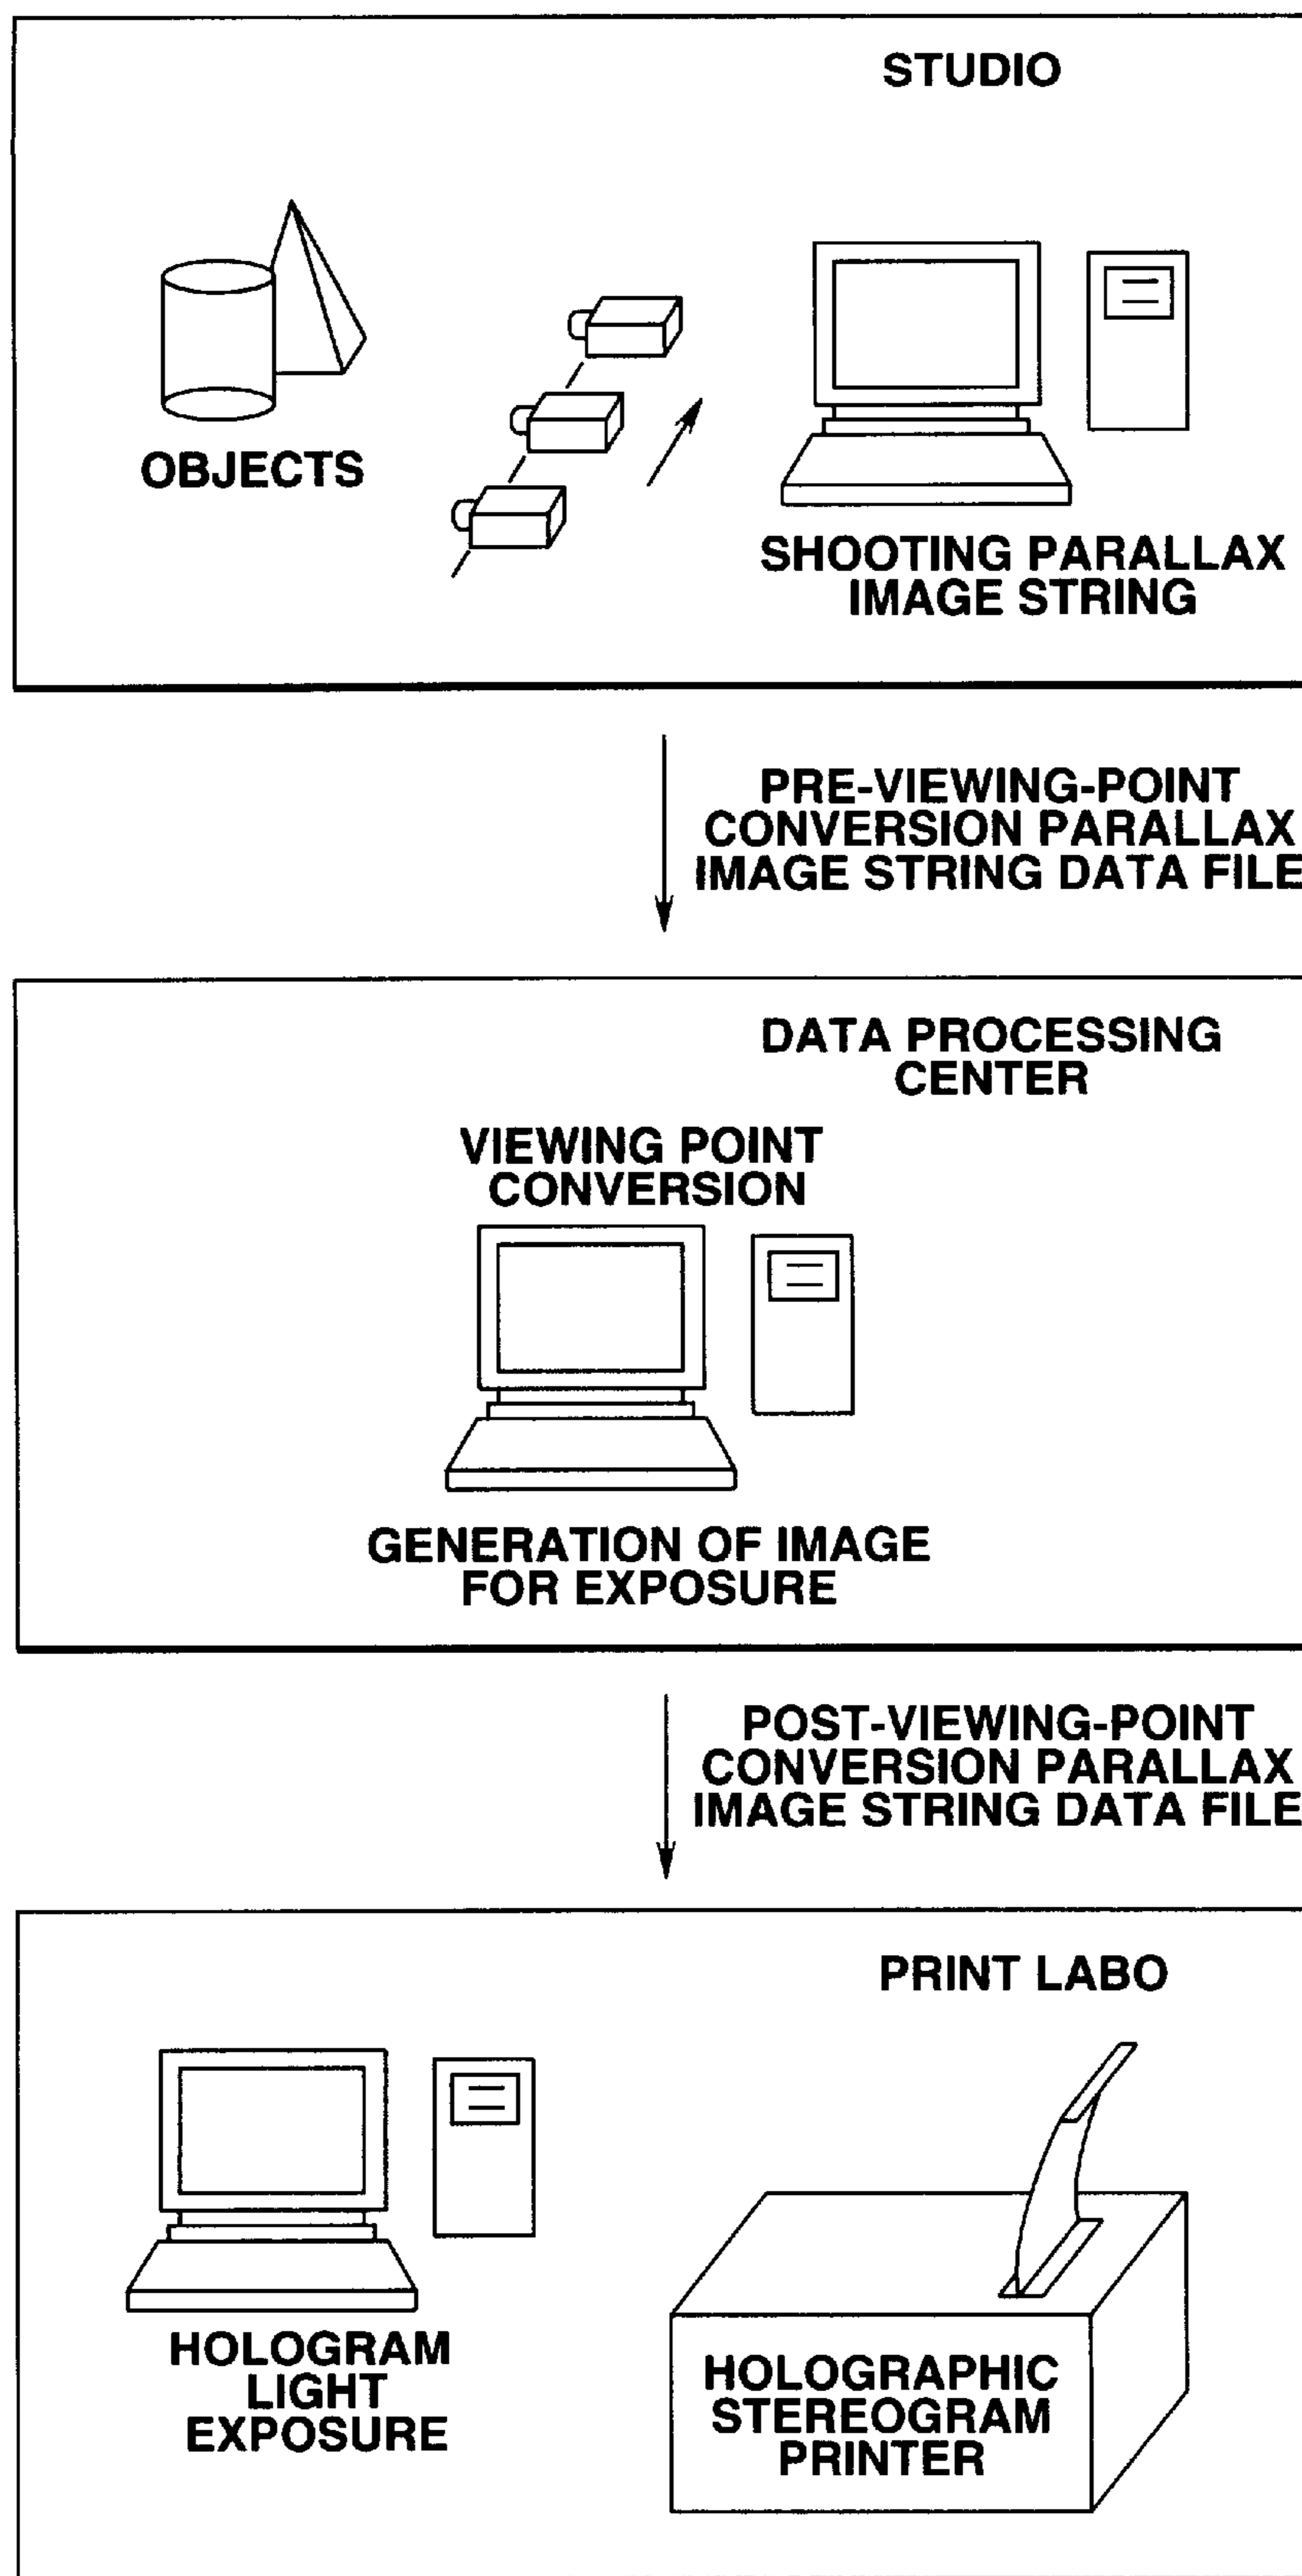 STUDIO
OBJECTS
SHOOTING PARALLAX
IMAGE STRING
PRE-VIEWING-POINT
CONVERSION PARALLAX
IMAGE STRING DATA FILE
DATA PROCESSING
CENTER
VIEWING POINT
CONVERSION
GENERATION OF IMAGE
FOR EXPOSURE
POST-VIEWING-POINT
CONVERSION PARALLAX
IMAGE STRING DATA FILE
PRINT LABO
HOLOGRAM
LIGHT
EXPOSURE
HOLOGRAPHIC
STEREOGRAM
PRINTER